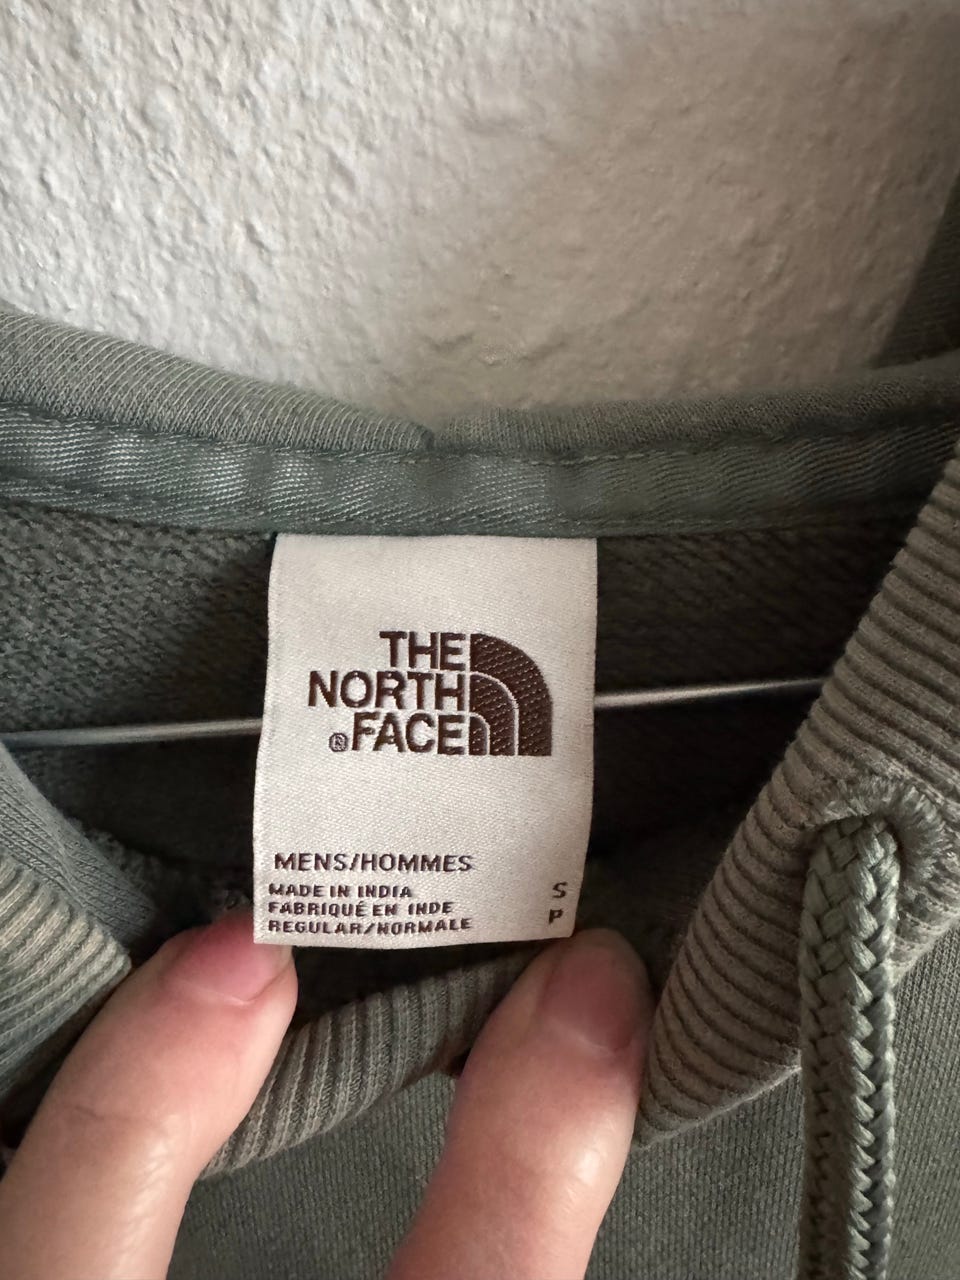 THE
NORTH
®FACE
MENS/HOMMES
MADE IN INDIA S
FABRIQUÉ EN INDE P
REGULAR/NORMALE